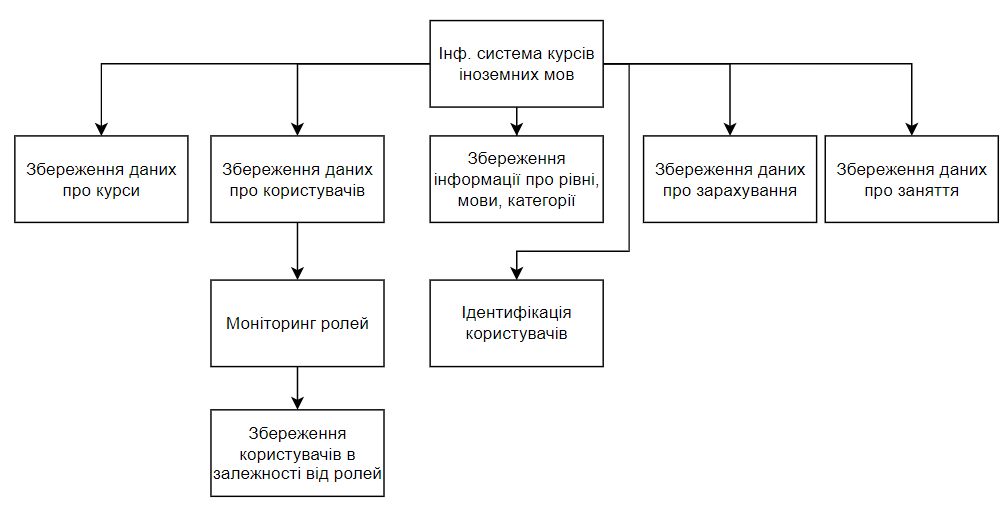 Інф. система курсів
іноземних мов
Збереження даних
про курси
Збереження даних
про користувачів
Збереження
інформації про рівні,
мови, категорії
Збереження даних
про зарахування
Збереження даних
про заняття
Моніторинг ролей
Ідентифікація
користувачів
Збереження
користувачів в
залежності від ролей